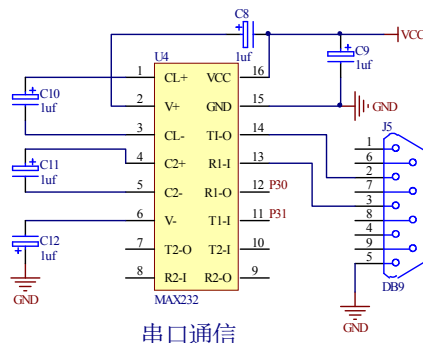 C8
1uf
VCC
U4
C9
1uf
GND
C10
1uf
C11
1uf
C12
1uf
GND
1 CL+ VCC 16
2 V+ GND 15
3 CL- TI-O 14
4 C2+ R1-I 13
5 C2- R1-O 12 P30
6 V- T1-I 11 P31
7 T2-O T2-I 10
8 R2-I R2-O 9
MAX232
J5
1
6
2
7
3
8
4
9
5
DB9
GND
串口通信